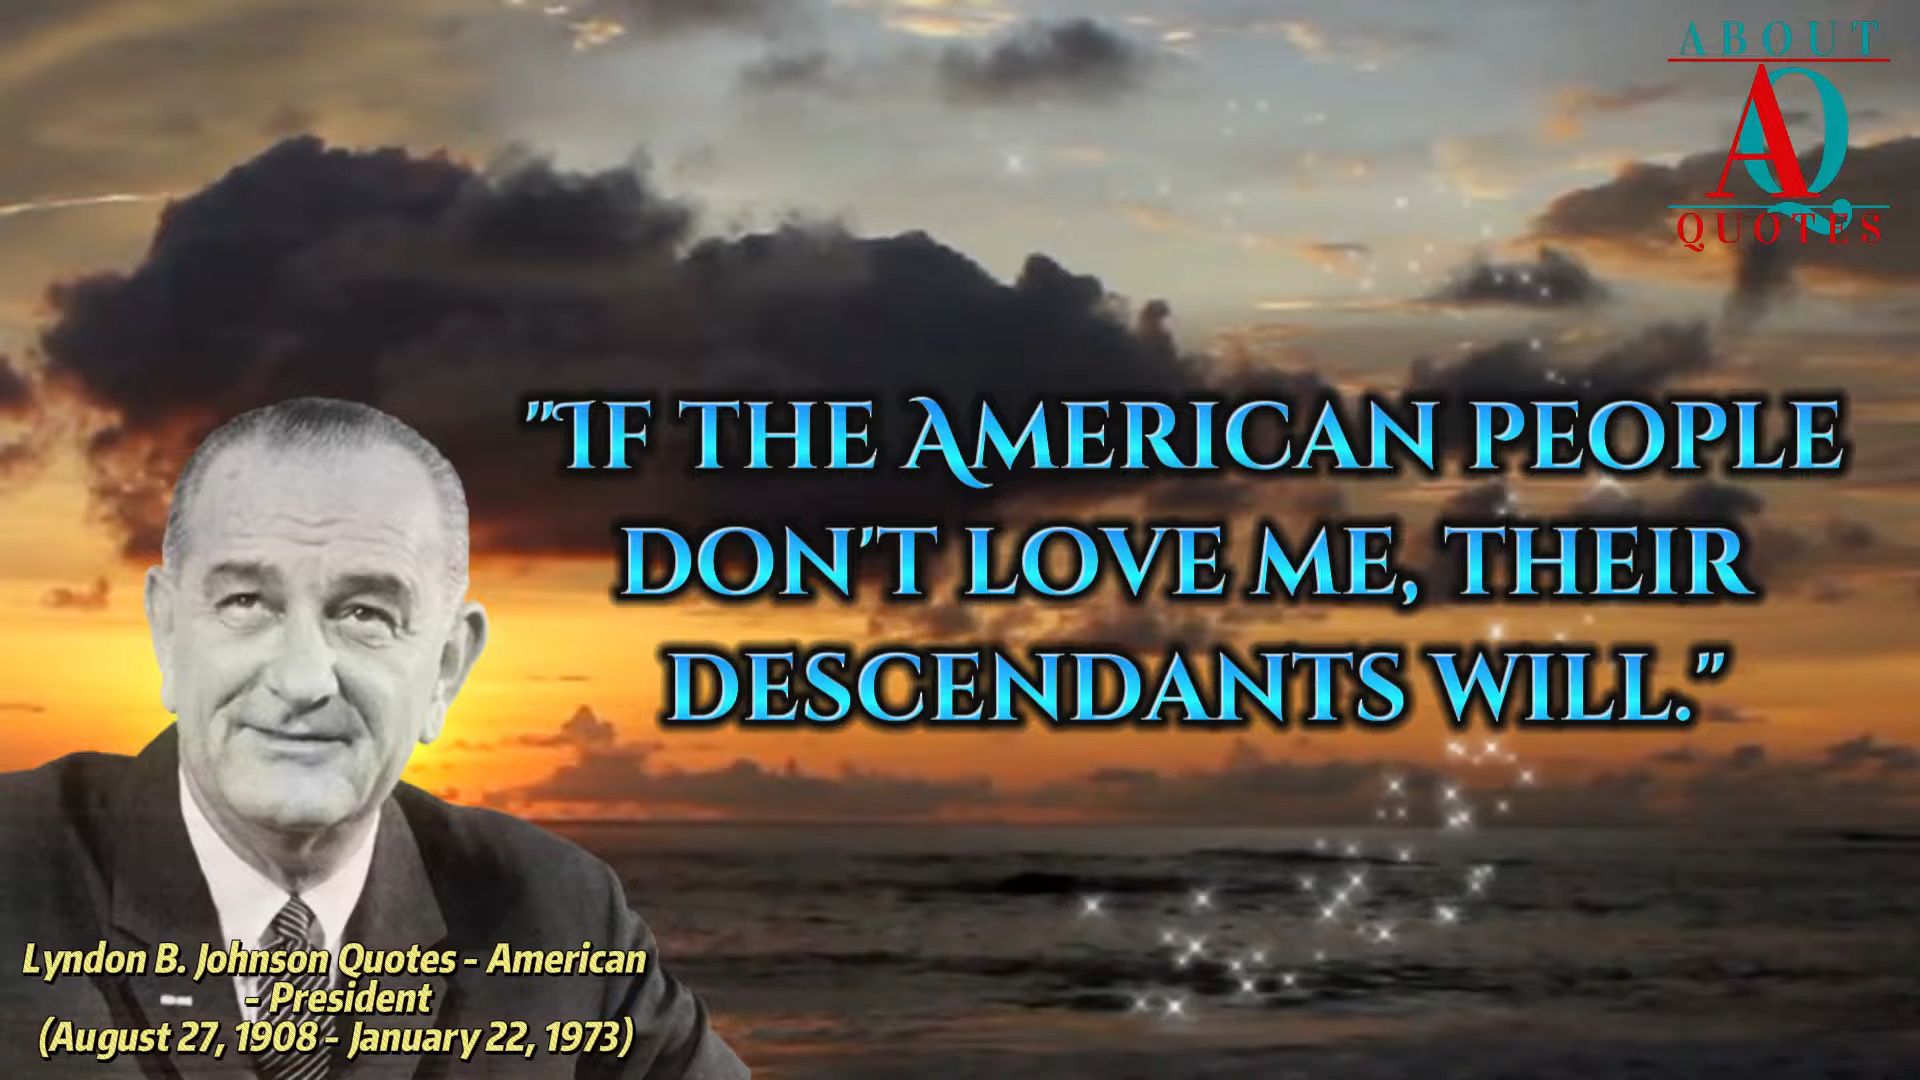 ABOUT
AQ
QUOTES
"If the American people
don't love me, their
descendants will."
Lyndon B. Johnson Quotes - American
- President
(August 27, 1908 - January 22, 1973)